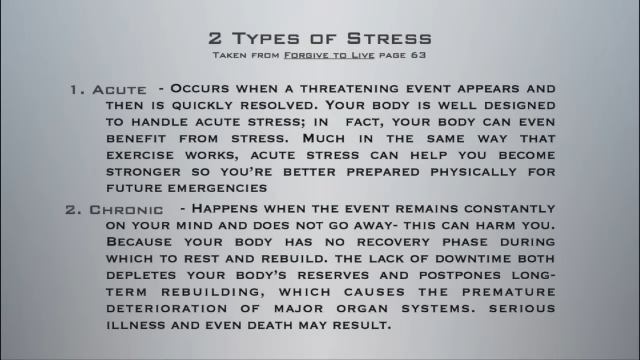 2 Types of Stress
Taken from Forgive to Live page 63
1. Acute - Occurs when a threatening event appears and
then is quickly resolved. Your body is well designed
to handle acute stress; in fact, your body can even
benefit from stress. Much in the same way that
exercise works, acute stress can help you become
stronger so you're better prepared physically for
future emergencies
2. Chronic - Happens when the event remains constantly
on your mind and does not go away- this can harm you.
Because your body has no recovery phase during
which to rest and rebuild. the lack of downtime both
depletes your body's reserves and postpones long-
term rebuilding, which causes the premature
deterioration of major organ systems. serious
illness and even death may result.